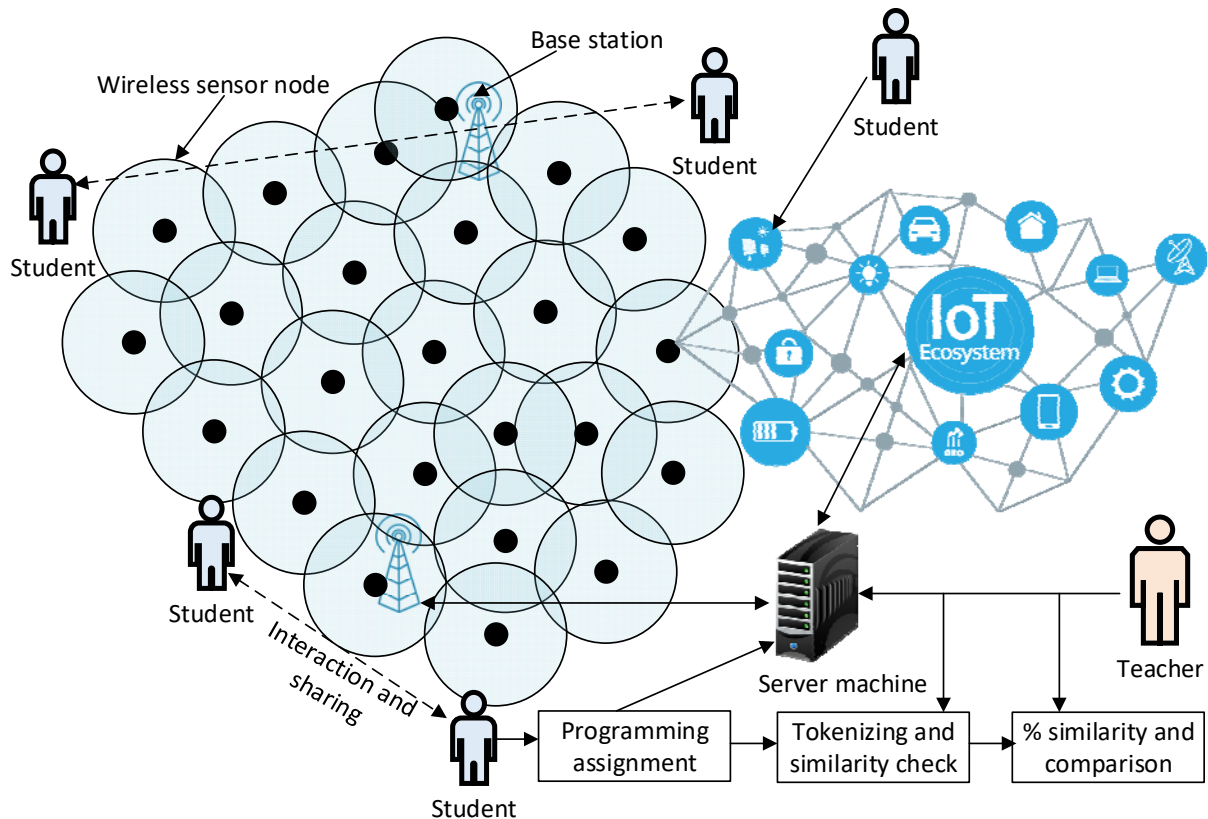 Base station
Wireless sensor node
Student
Student
Student
IoT
Ecosystem
Student
Interaction and
sharing
Server machine
Teacher
Programming
assignment
Tokenizing and
similarity check
% similarity and
comparison
Student